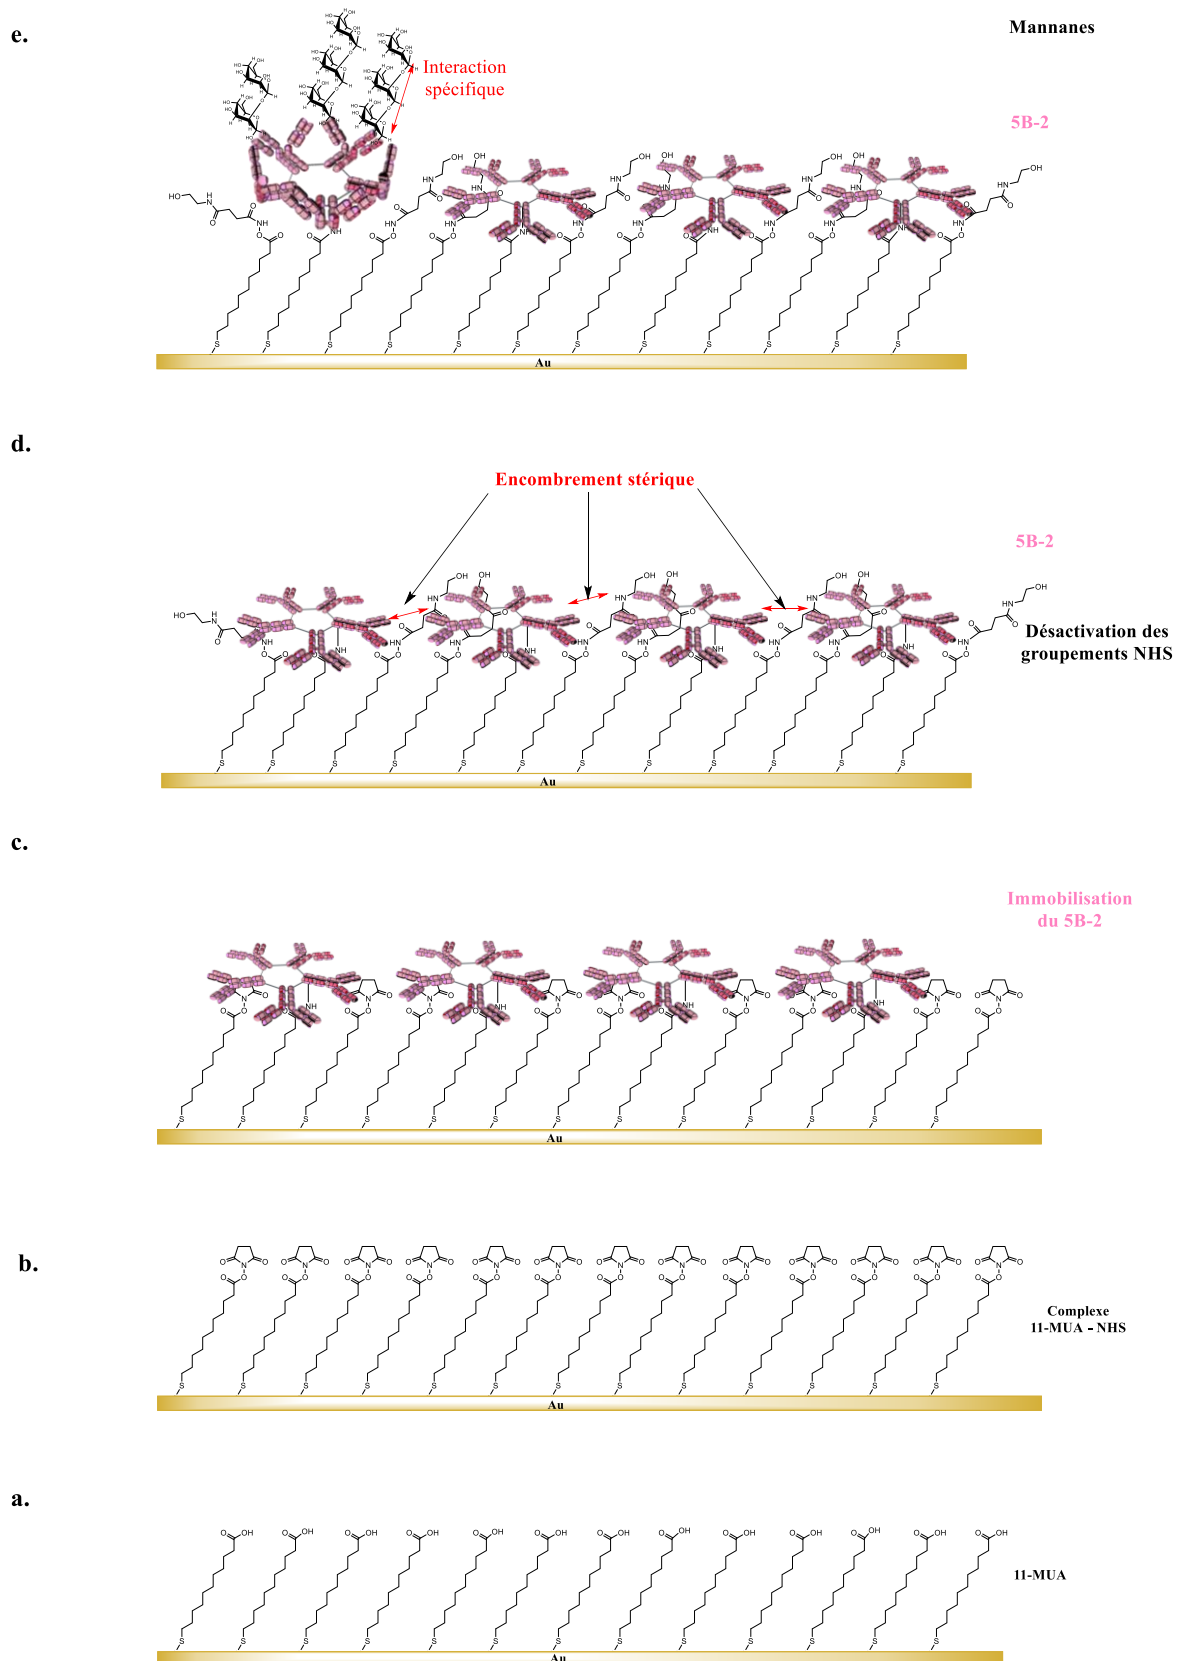 e.
Mannanes
Interaction
spécifique
5B-2
Au
d.
Encombrement stérique
5B-2
Désactivation des
groupements NHS
Au
c.
Immobilisation
du 5B-2
Au
b.
Complexe
11-MUA - NHS
Au
a.
11-MUA
Au